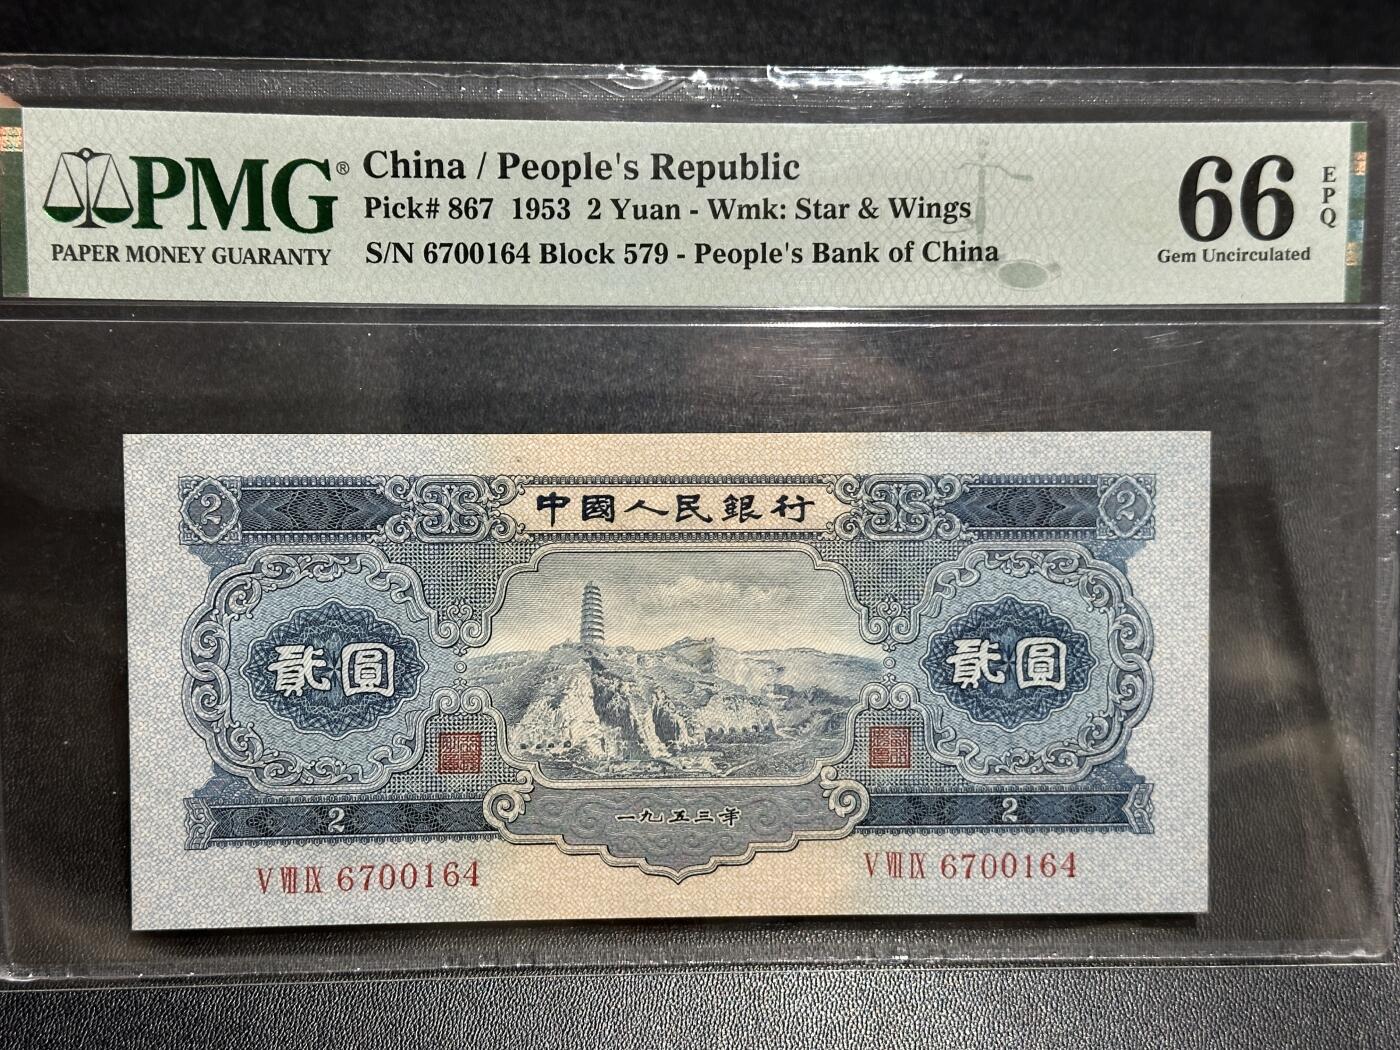 PMG®
PAPER MONEY GUARANTY
China / People's Republic
Pick# 867 1953 2 Yuan - Wmk: Star & Wings
S/N 6700164 Block 579 - People's Bank of China
66 EPQ
Gem Uncirculated
2 中國人民銀行 2
貳圓 貳圓
2 一九五三年 2
V VII IX 6700164 V VII IX 6700164